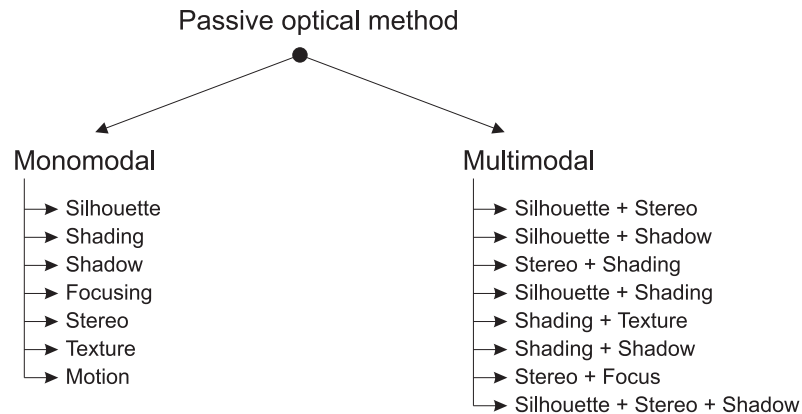 Passive optical method
Monomodal
Silhouette
Shading
Shadow
Focusing
Stereo
Texture
Motion
Multimodal
Silhouette + Stereo
Silhouette + Shadow
Stereo + Shading
Silhouette + Shading
Shading + Texture
Shading + Shadow
Stereo + Focus
Silhouette + Stereo + Shadow